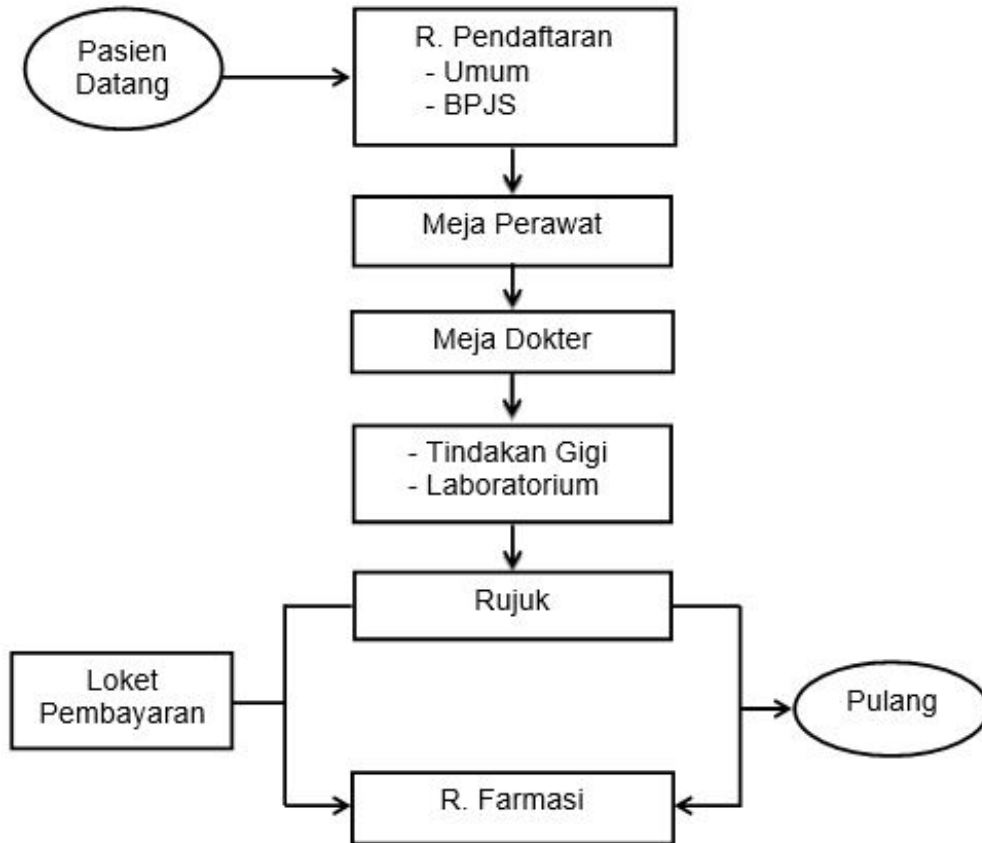 Pasien
Datang
R. Pendaftaran
- Umum
- BPJS
Meja Perawat
Meja Dokter
- Tindakan Gigi
- Laboratorium
Rujuk
Loket
Pembayaran
Pulang
R. Farmasi